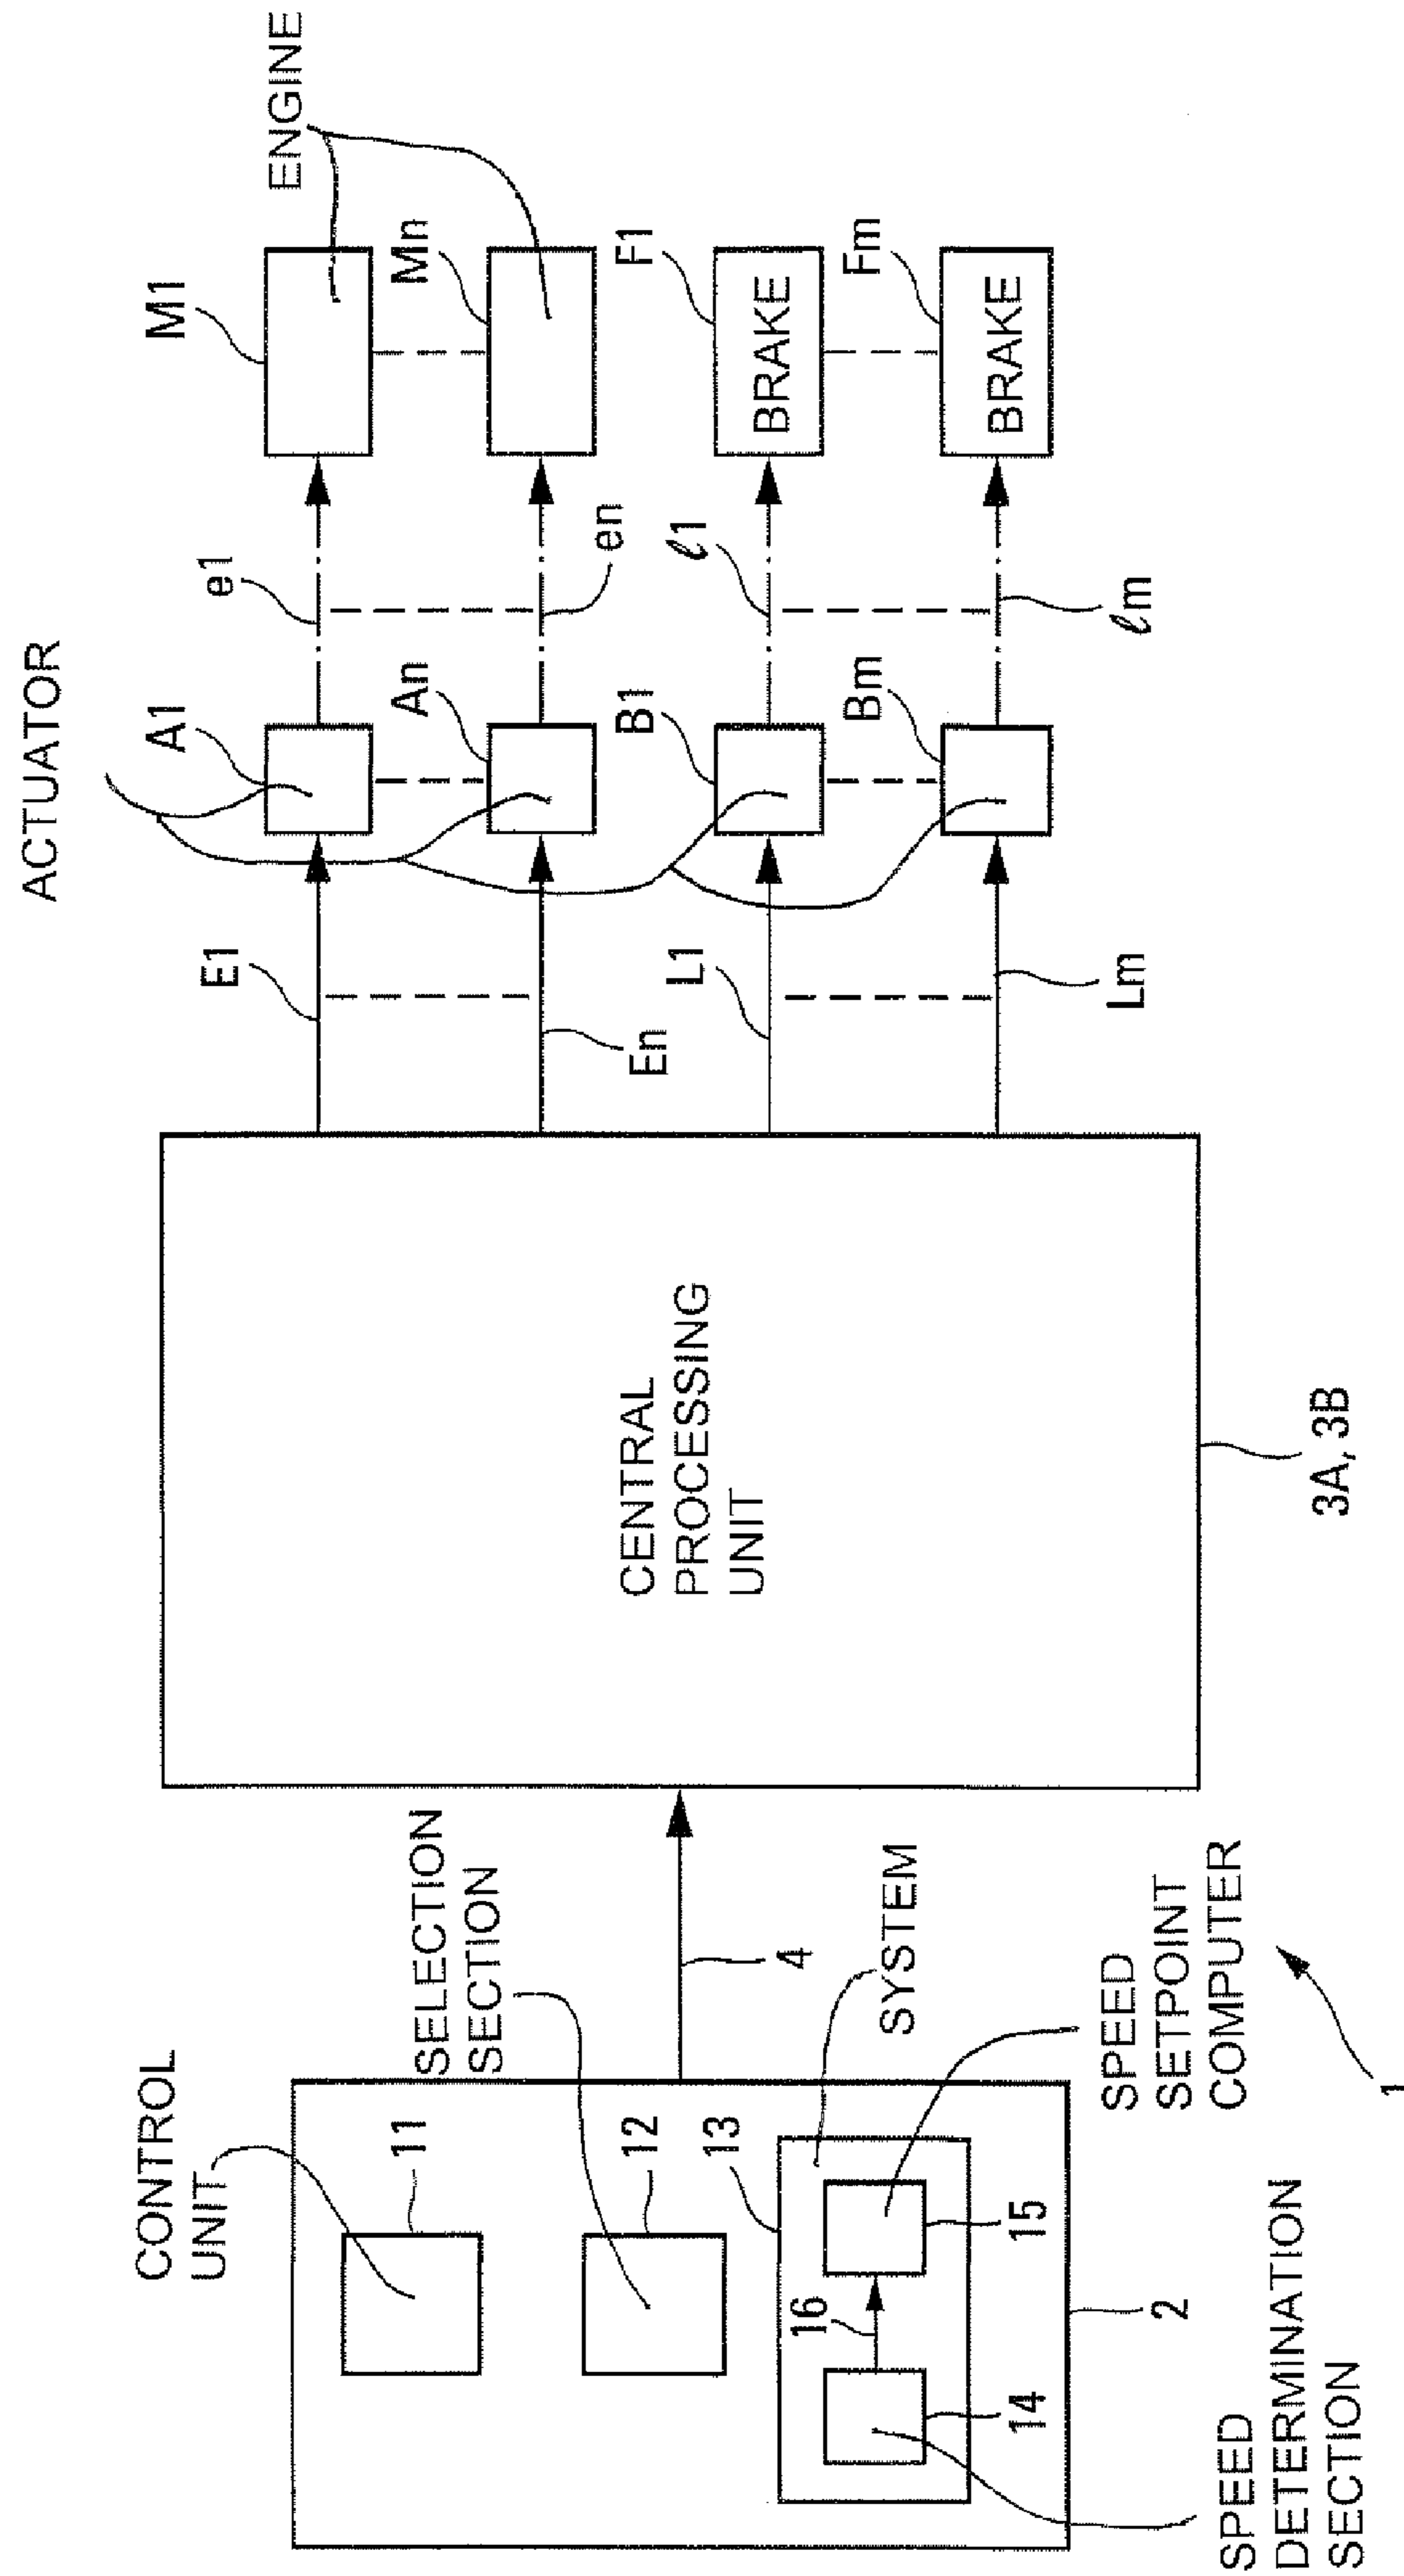 CONTROL
UNIT
11
SELECTION
SECTION
12
13
SYSTEM
16
14
15
2
SPEED
DETERMINATION
SECTION
SPEED
SETPOINT
COMPUTER
1
4
CENTRAL
PROCESSING
UNIT
3A, 3B
ACTUATOR
E1
En
L1
Lm
A1
An
B1
Bm
e1
en
ℓ1
ℓm
M1
Mn
F1
BRAKE
Fm
BRAKE
ENGINE